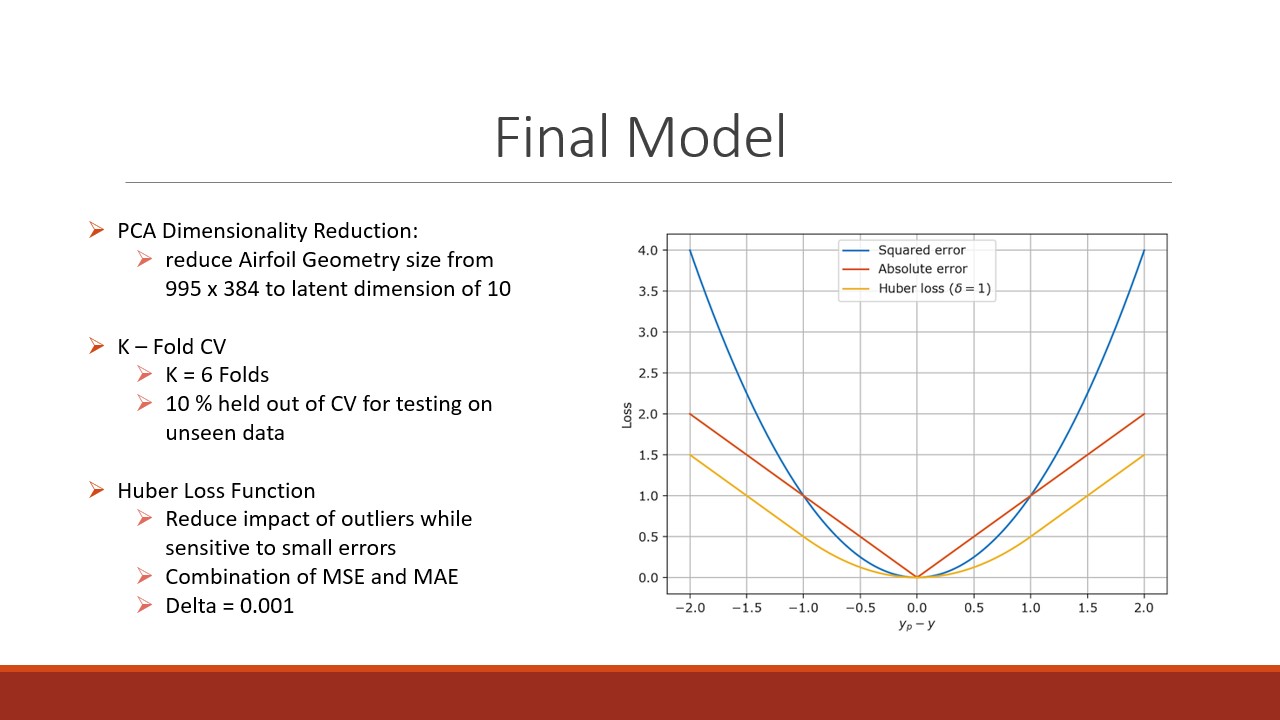 Final Model
PCA Dimensionality Reduction:
reduce Airfoil Geometry size from
995 x 384 to latent dimension of 10
K – Fold CV
K = 6 Folds
10 % held out of CV for testing on
unseen data
Huber Loss Function
Reduce impact of outliers while
sensitive to small errors
Combination of MSE and MAE
Delta = 0.001
Squared error
Absolute error
Huber loss (δ = 1)
Loss
4.0
3.5
3.0
2.5
2.0
1.5
1.0
0.5
0.0
−2.0 −1.5 −1.0 −0.5 0.0 0.5 1.0 1.5 2.0
yₚ − y